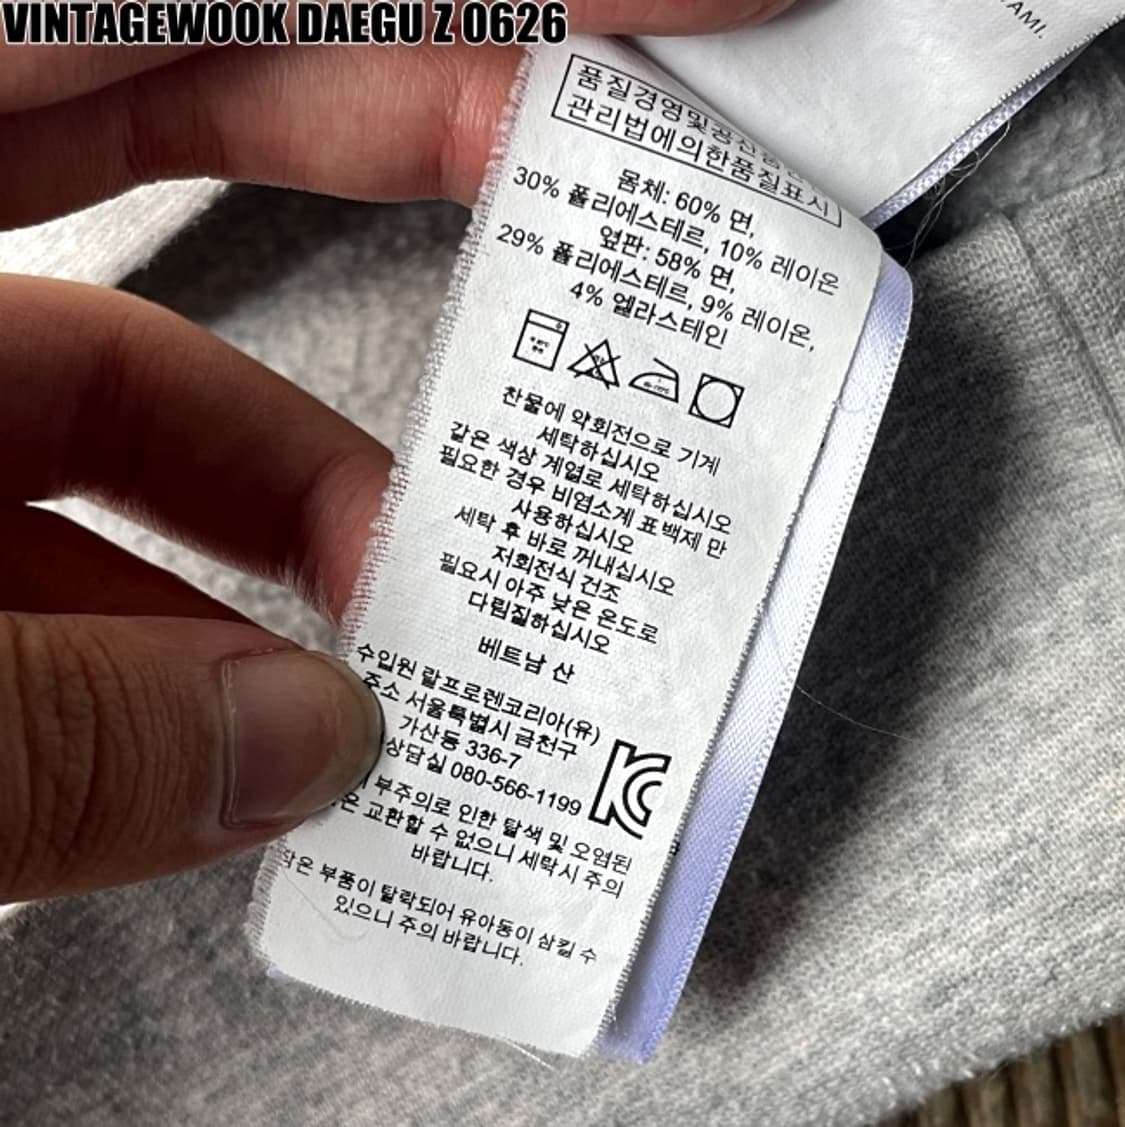 VINTAGEWOOK DAEGU Z 0626
AMI.
품질경영및공산품
관리법에의한품질표시
몸체: 60% 면,
30% 폴리에스테르, 10% 레이온
옆판: 58% 면,
29% 폴리에스테르, 9% 레이온,
4% 엘라스테인
찬물에 약회전으로 기계
세탁하십시오
같은 색상 계열로 세탁하십시오
필요한 경우 비염소계 표백제 만
사용하십시오
세탁 후 바로 꺼내십시오
저회전식 건조
필요시 아주 낮은 온도로
다림질하십시오
베트남 산
수입원 랄프로렌코리아(유)
주소 서울특별시 금천구
가산동 336-7
상담실 080-566-1199
KC
부주의로 인한 탈색 및 오염된
은 교환할 수 없으니 세탁시 주의
바랍니다.
작은 부품이 탈락되어 유아동이 삼킬 수
있으니 주의 바랍니다.